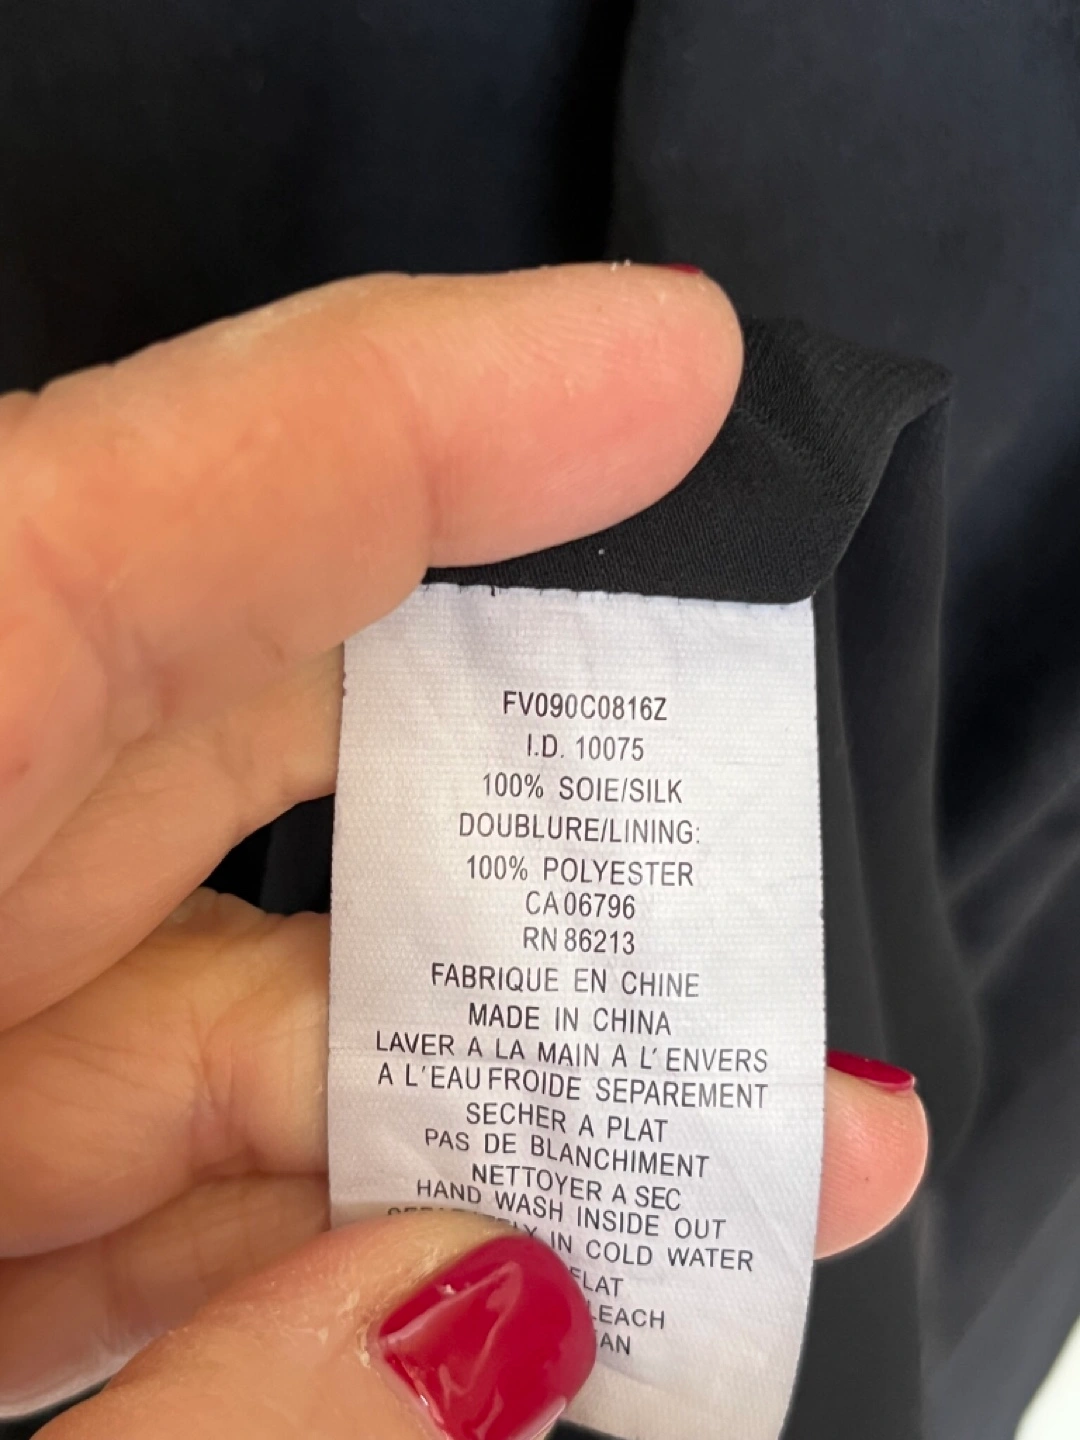 FV090C0816Z
I.D. 10075
100% SOIE/SILK
DOUBLURE/LINING:
100% POLYESTER
CA 06796
RN 86213
FABRIQUE EN CHINE
MADE IN CHINA
LAVER A LA MAIN A L'ENVERS
A L'EAU FROIDE SEPAREMENT
SECHER A PLAT
PAS DE BLANCHIMENT
NETTOYER A SEC
HAND WASH INSIDE OUT
IN COLD WATER
FLAT